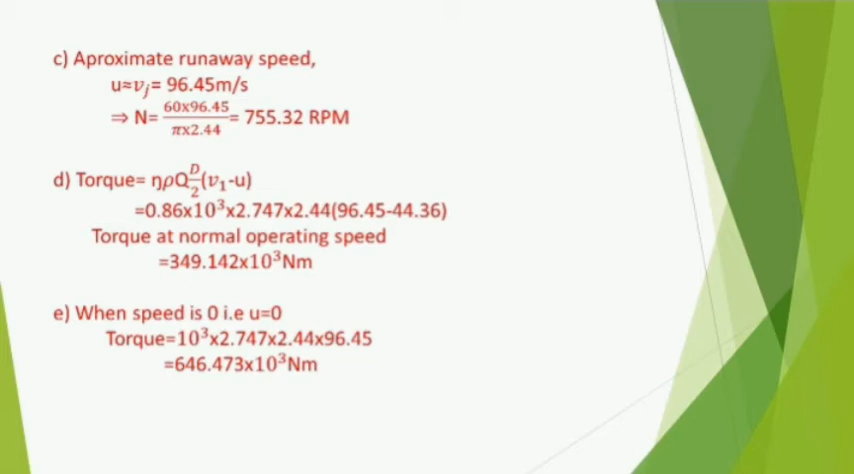 c) Aproximate runaway speed,
u≈v_j= 96.45m/s
⇒ N= 60x96.45/πx2.44 = 755.32 RPM
d) Torque= ηρQ D/2 (v₁-u)
=0.86x10³x2.747x2.44(96.45-44.36)
Torque at normal operating speed
=349.142x10³Nm
e) When speed is 0 i.e u=0
Torque=10³x2.747x2.44x96.45
=646.473x10³Nm